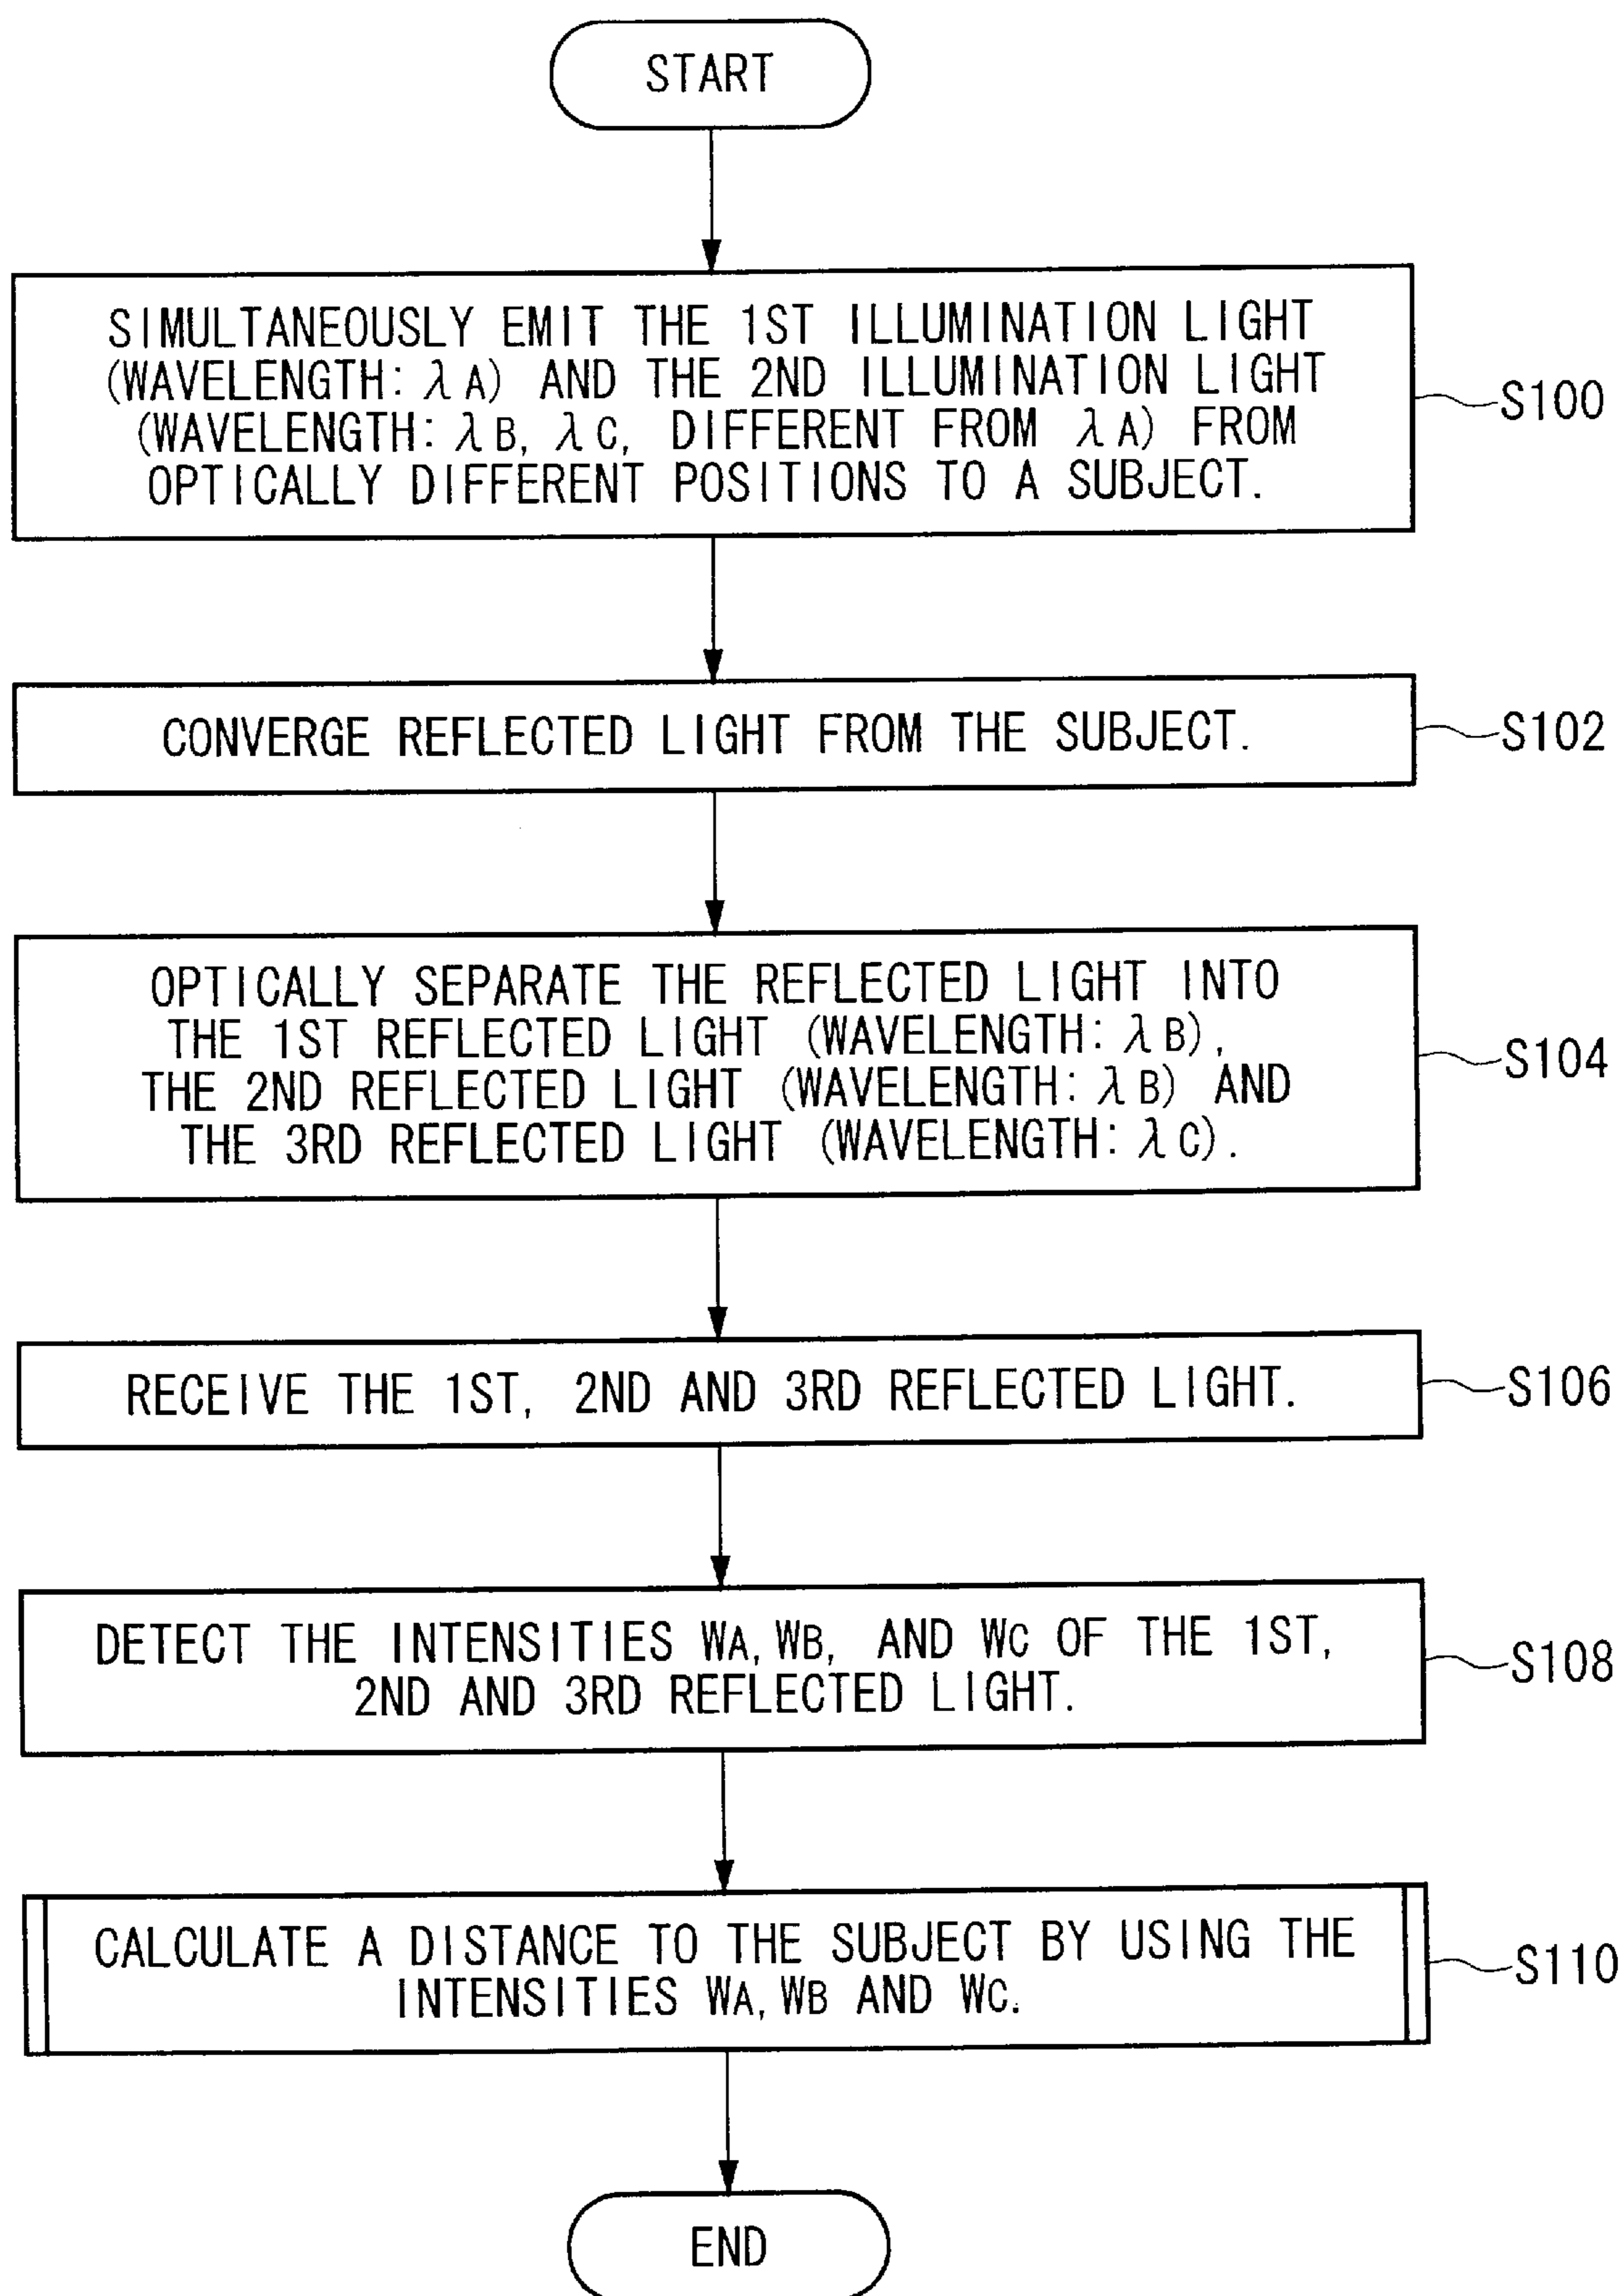 START
SIMULTANEOUSLY EMIT THE 1ST ILLUMINATION LIGHT
(WAVELENGTH: λA) AND THE 2ND ILLUMINATION LIGHT
(WAVELENGTH: λB, λC, DIFFERENT FROM λA) FROM
OPTICALLY DIFFERENT POSITIONS TO A SUBJECT.
S100
CONVERGE REFLECTED LIGHT FROM THE SUBJECT.
S102
OPTICALLY SEPARATE THE REFLECTED LIGHT INTO
THE 1ST REFLECTED LIGHT (WAVELENGTH: λB),
THE 2ND REFLECTED LIGHT (WAVELENGTH: λB) AND
THE 3RD REFLECTED LIGHT (WAVELENGTH: λC).
S104
RECEIVE THE 1ST, 2ND AND 3RD REFLECTED LIGHT.
S106
DETECT THE INTENSITIES WA, WB, AND WC OF THE 1ST,
2ND AND 3RD REFLECTED LIGHT.
S108
CALCULATE A DISTANCE TO THE SUBJECT BY USING THE
INTENSITIES WA, WB AND WC.
S110
END